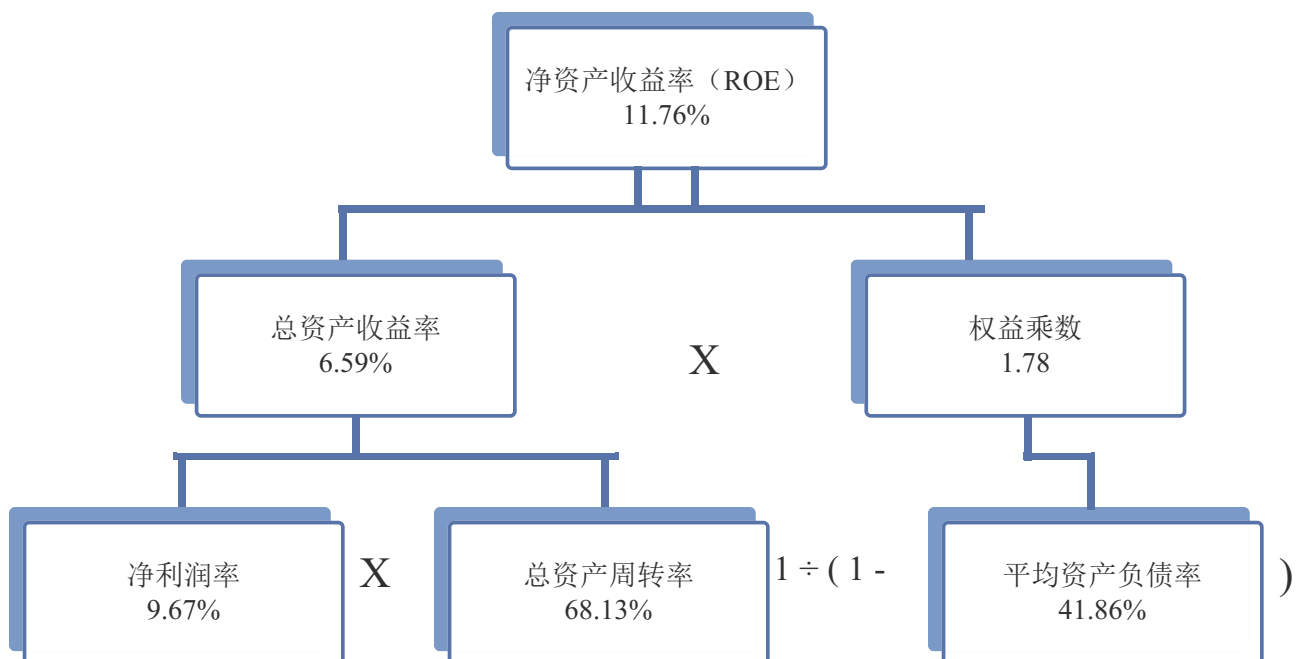 净资产收益率（ROE）
11.76%
总资产收益率
6.59%
X
权益乘数
1.78
净利润率
9.67%
X
总资产周转率
68.13%
1 ÷ ( 1 -
平均资产负债率
41.86%
)